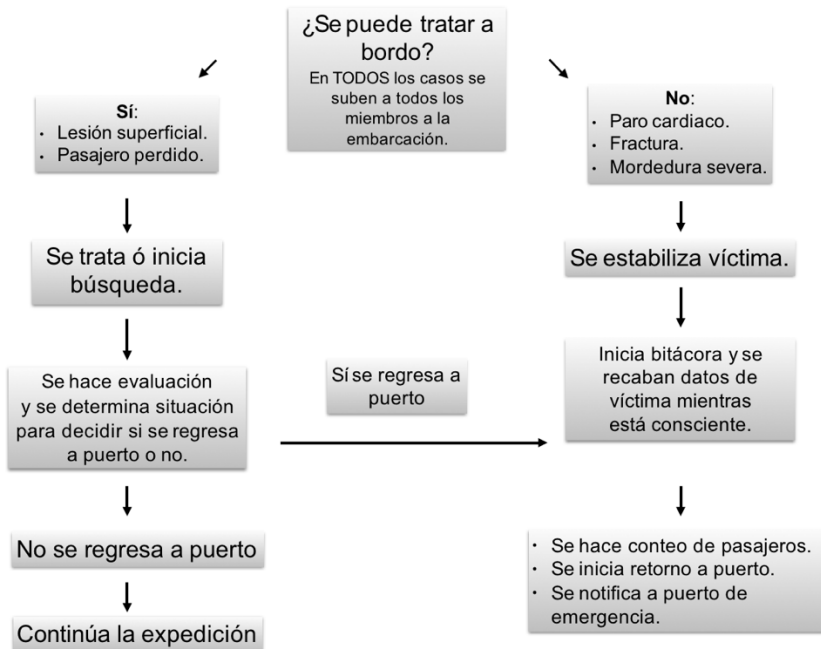 ¿Se puede tratar a
bordo?
En TODOS los casos se
suben a todos los
miembros a la
embarcación.
Sí:
• Lesión superficial.
• Pasajero perdido.
No:
• Paro cardiaco.
• Fractura.
• Mordedura severa.
Se trata ó inicia
búsqueda.
Se estabiliza víctima.
Se hace evaluación
y se determina situación
para decidir si se regresa
a puerto o no.
Sí se regresa a
puerto
Inicia bitácora y se
recaban datos de
víctima mientras
está consciente.
No se regresa a puerto
Continúa la expedición
• Se hace conteo de pasajeros.
• Se inicia retorno a puerto.
• Se notifica a puerto de
emergencia.